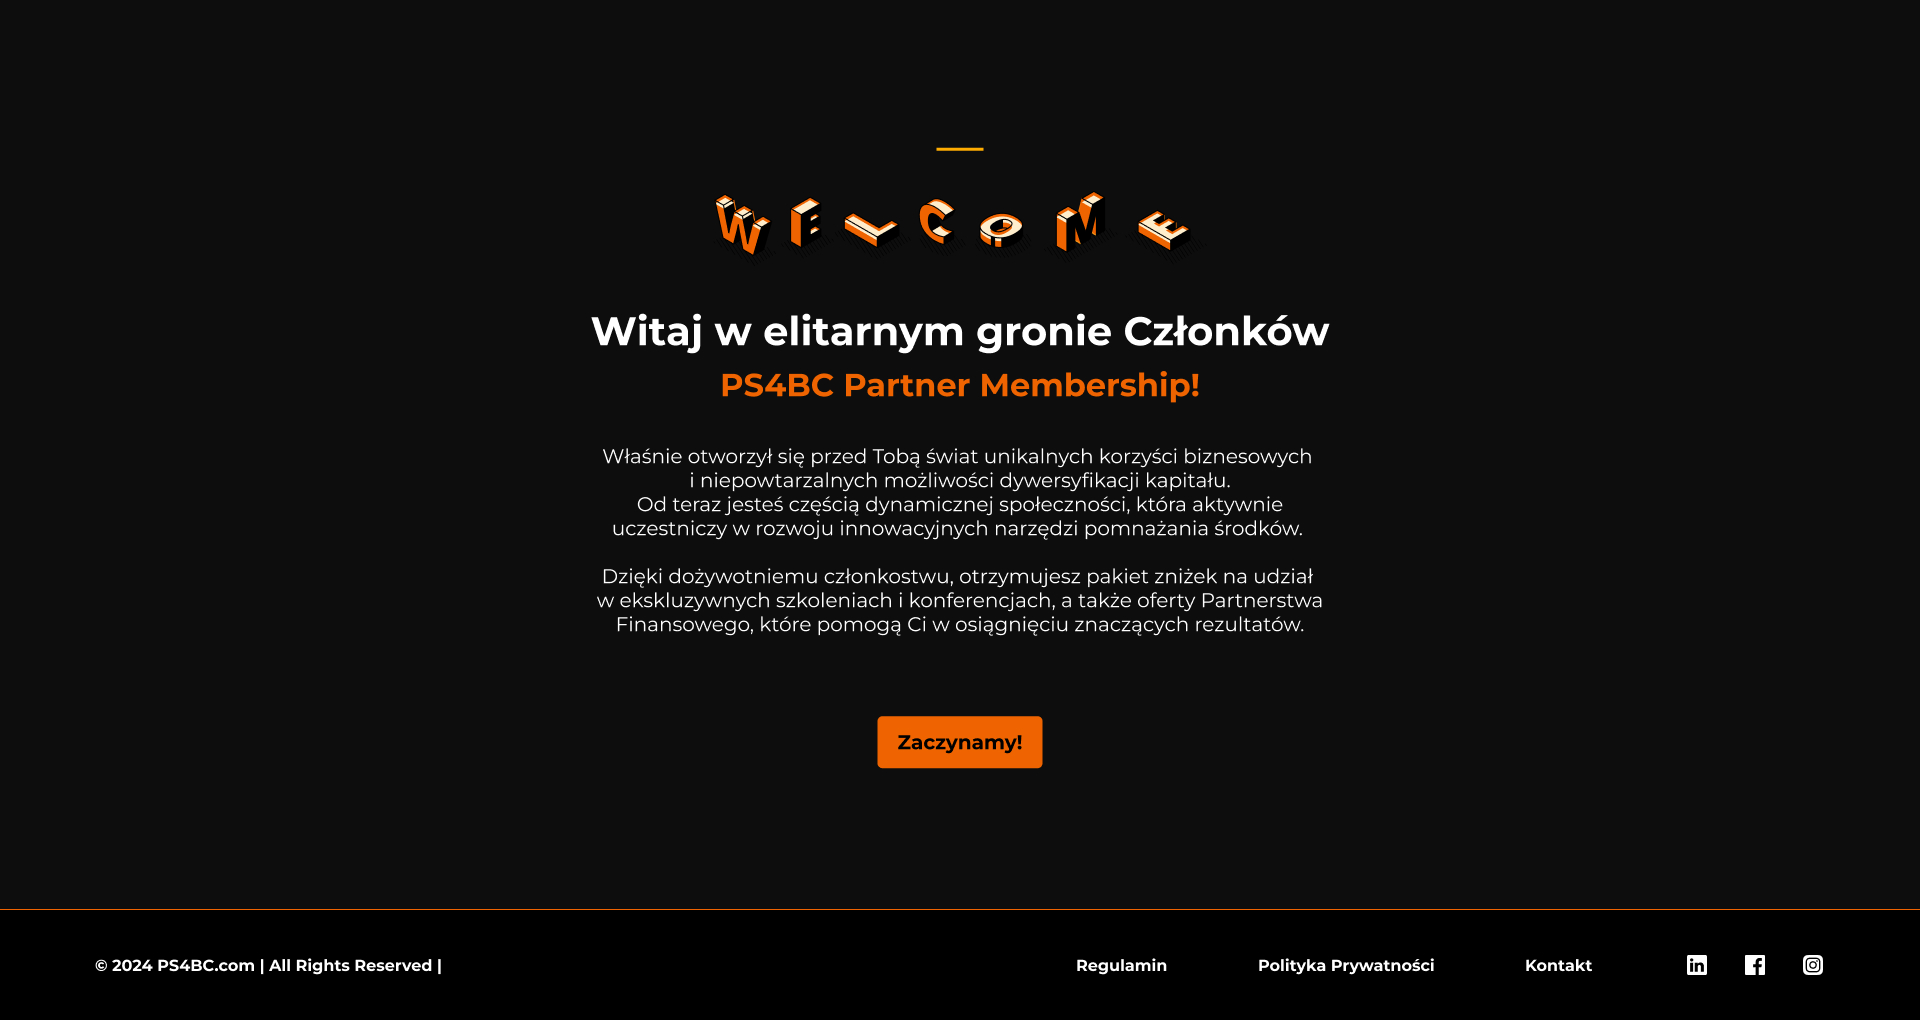 WELCOME
Witaj w elitarnym gronie Członków
PS4BC Partner Membership!
Właśnie otworzył się przed Tobą świat unikalnych korzyści biznesowych
i niepowtarzalnych możliwości dywersyfikacji kapitału.
Od teraz jesteś częścią dynamicznej społeczności, która aktywnie
uczestniczy w rozwoju innowacyjnych narzędzi pomnażania środków.
Dzięki dożywotniemu członkostwu, otrzymujesz pakiet zniżek na udział
w ekskluzywnych szkoleniach i konferencjach, a także oferty Partnerstwa
Finansowego, które pomogą Ci w osiągnięciu znaczących rezultatów.
Zaczynamy!
© 2024 PS4BC.com | All Rights Reserved | Regulamin Polityka Prywatności Kontakt